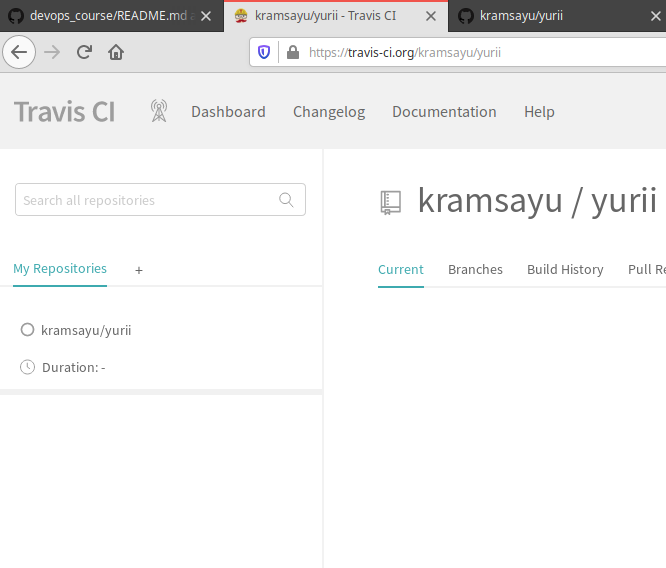 devops_course/README.md a
kramsayu/yurii - Travis CI
kramsayu/yurii
https://travis-ci.org/kramsayu/yurii
Travis CI
Dashboard
Changelog
Documentation
Help
Search all repositories
kramsayu / yurii
My Repositories
+
Current
Branches
Build History
Pull Re
kramsayu/yurii
Duration: -